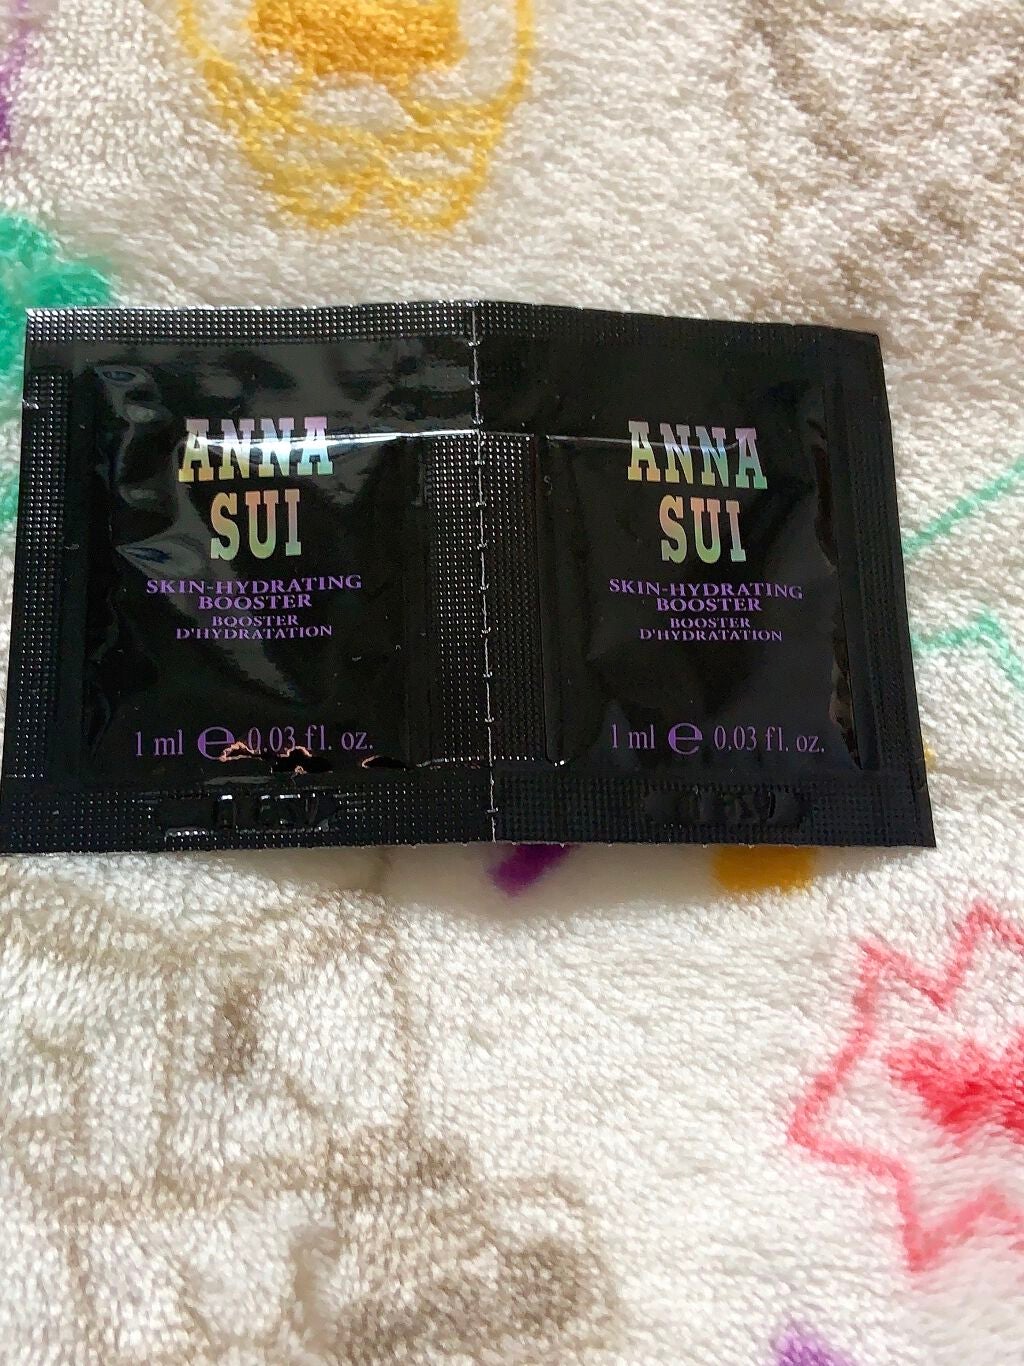 ANNA
SUI
SKIN-HYDRATING
BOOSTER
BOOSTER
D'HYDRATATION
1 ml e 0.03 fl. oz.
ANNA
SUI
SKIN-HYDRATING
BOOSTER
BOOSTER
D'HYDRATATION
1 ml e 0.03 fl. oz.